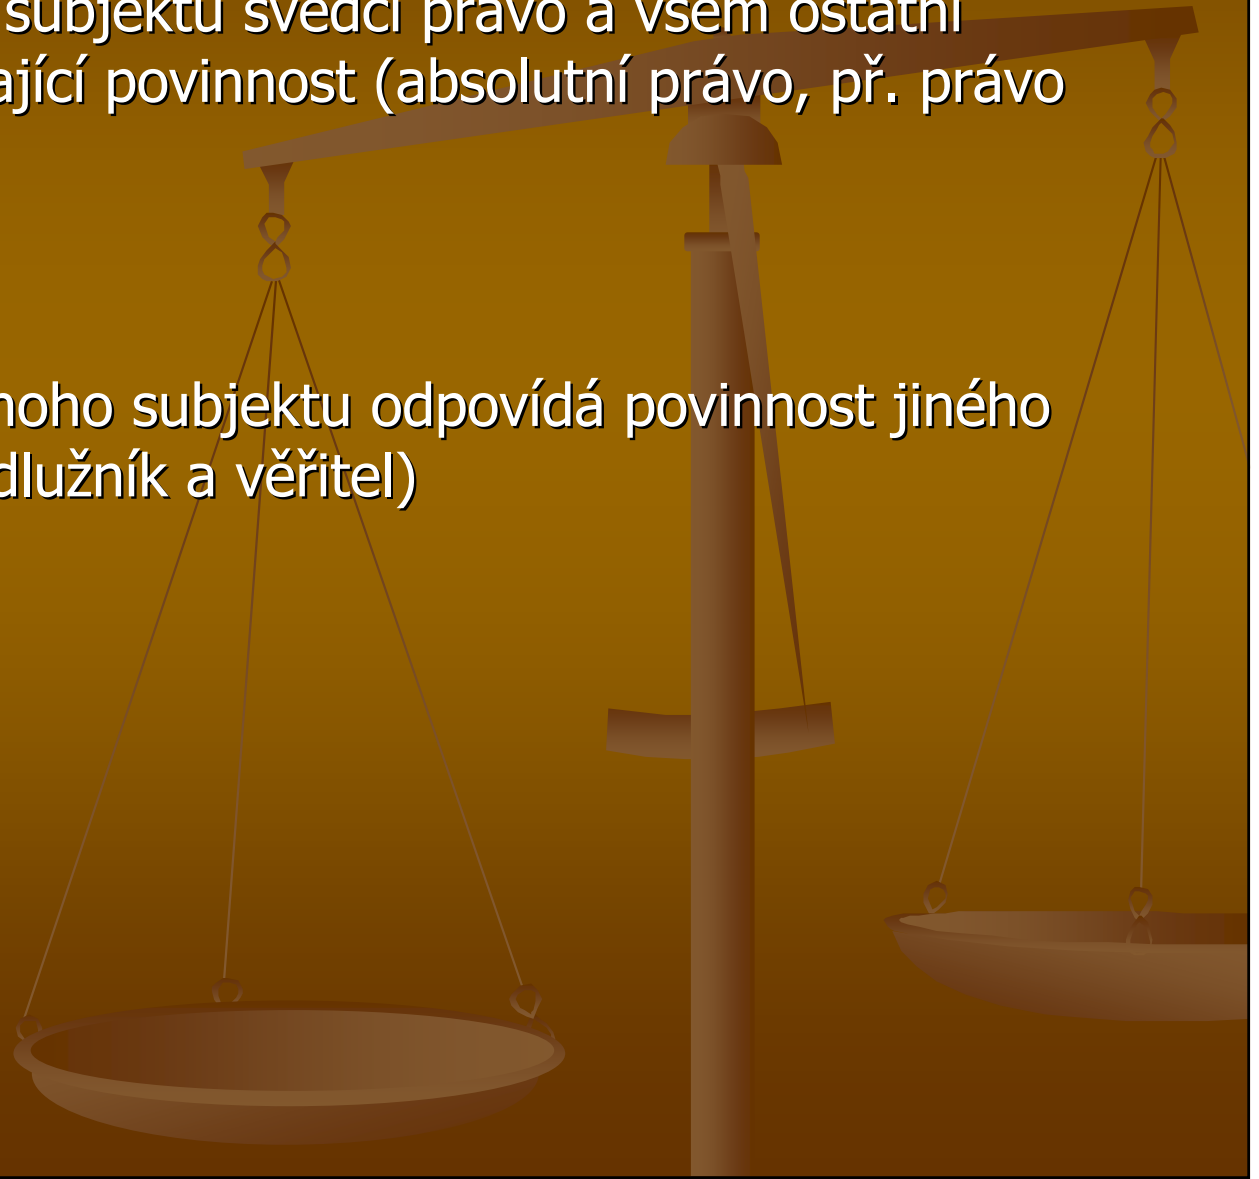 subjektu svědčí právo a všem ostatní
ající povinnost (absolutní právo, př. právo
noho subjektu odpovídá povinnost jiného
dlužník a věřitel)